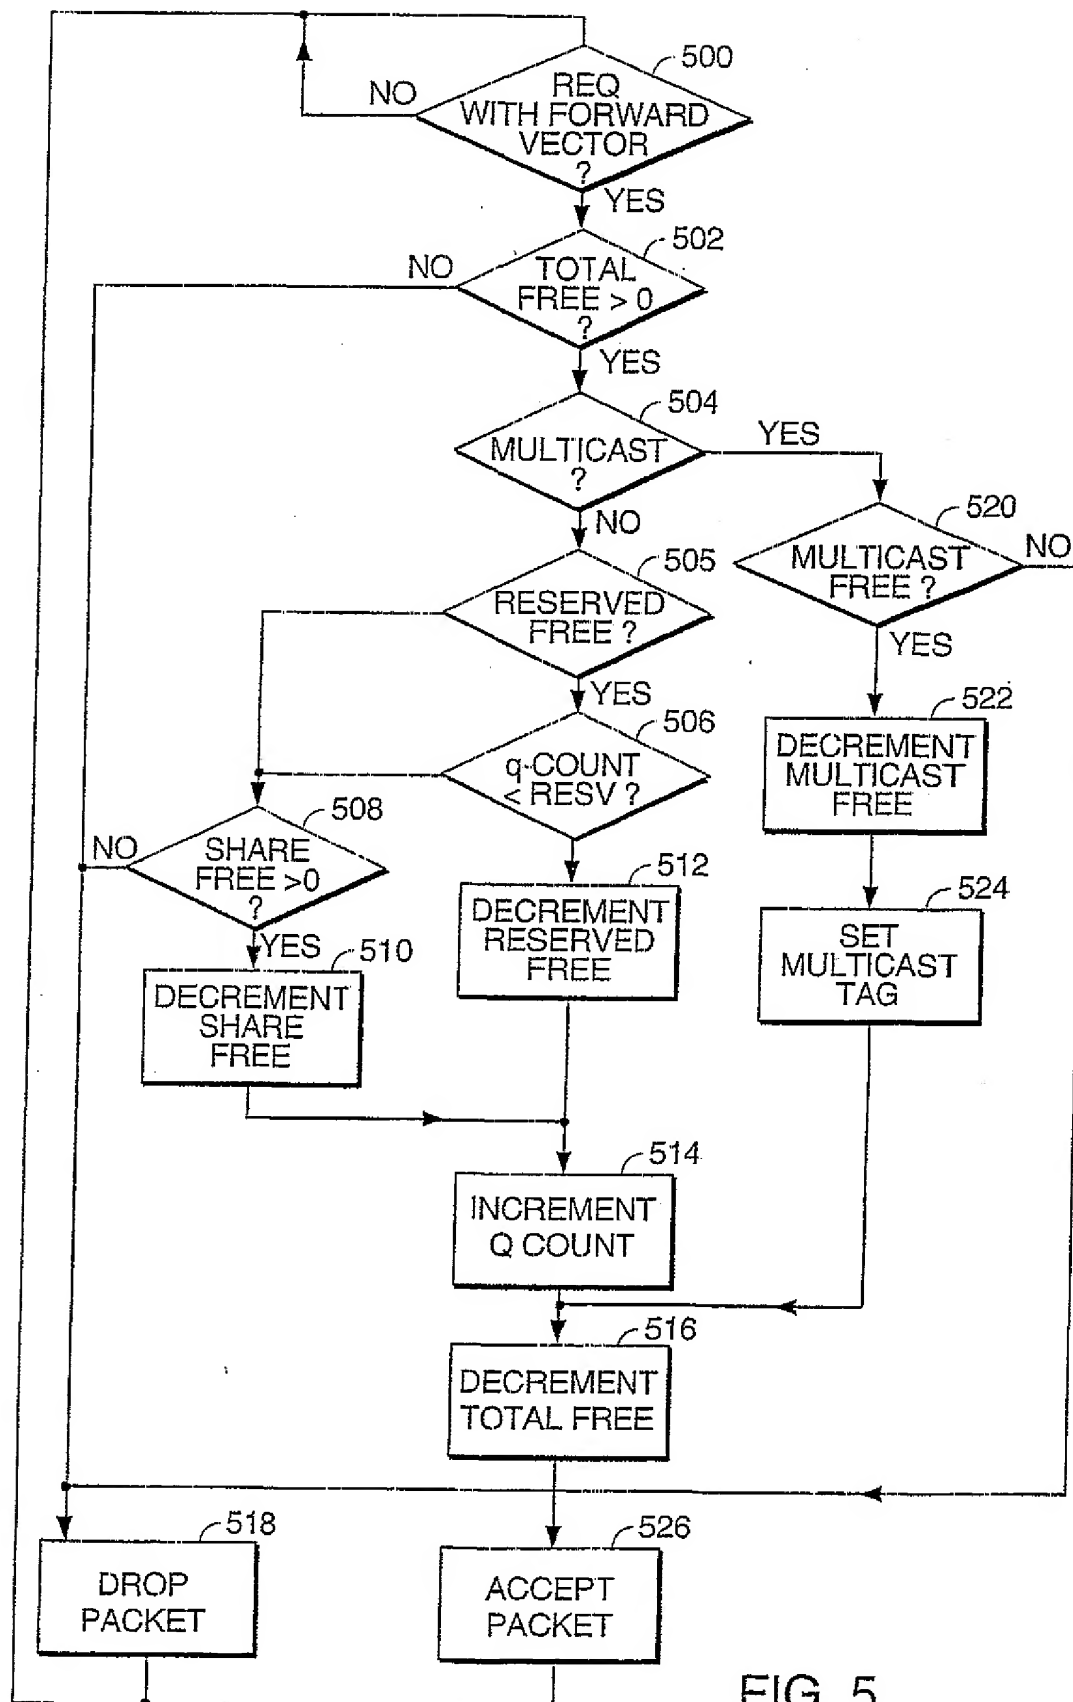 500
REQ
WITH FORWARD
VECTOR
?
NO
YES
502
TOTAL
FREE > 0
?
NO
YES
504
MULTICAST
?
YES
NO
520
MULTICAST
FREE ?
NO
YES
505
RESERVED
FREE ?
YES
506
q-COUNT
< RESV ?
522
DECREMENT
MULTICAST
FREE
508
SHARE
FREE >0
?
NO
YES
512
DECREMENT
RESERVED
FREE
524
SET
MULTICAST
TAG
510
DECREMENT
SHARE
FREE
514
INCREMENT
Q COUNT
516
DECREMENT
TOTAL FREE
518
DROP
PACKET
526
ACCEPT
PACKET
FIG. 5